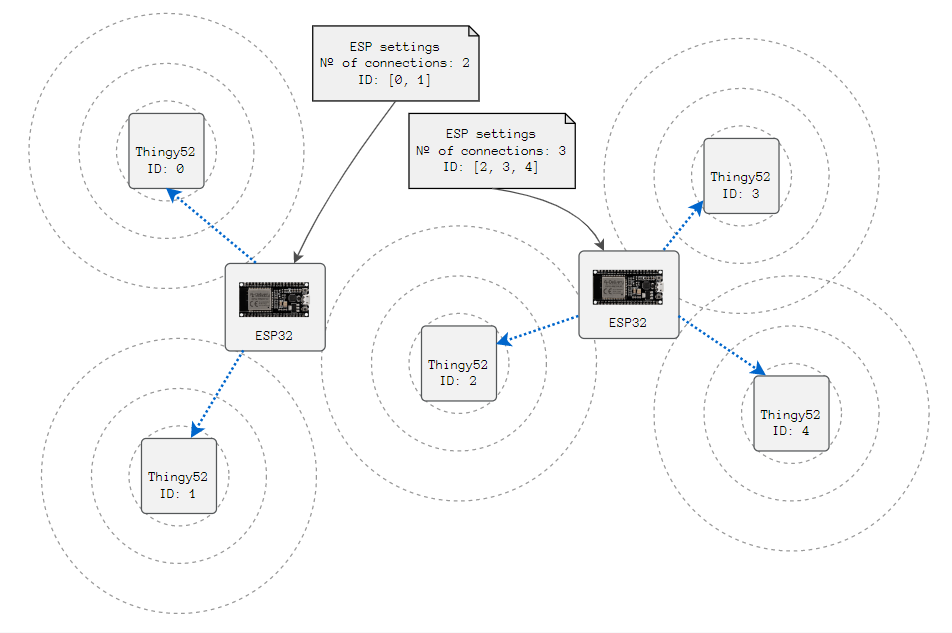 ESP settings
Nº of connections: 2
ID: [0, 1]
ESP settings
Nº of connections: 3
ID: [2, 3, 4]
Thingy52
ID: 0
Thingy52
ID: 3
ESP32
ESP32
Thingy52
ID: 2
Thingy52
ID: 4
Thingy52
ID: 1